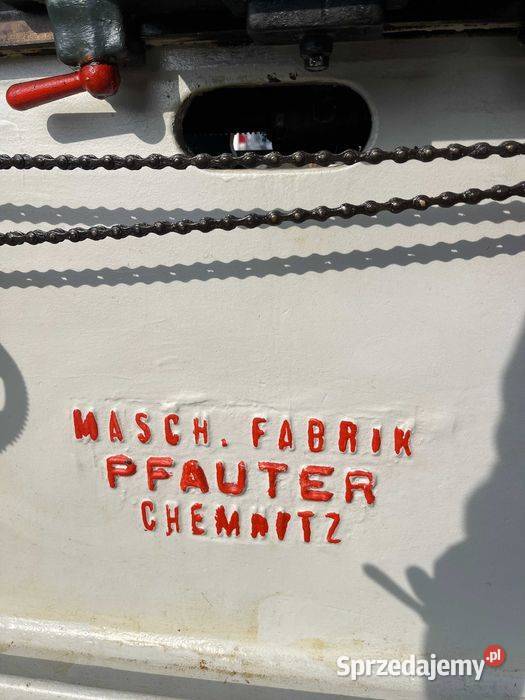 MASCH. FABRIK
PFAUTER
CHEMNITZ
Sprzedajemy.pl